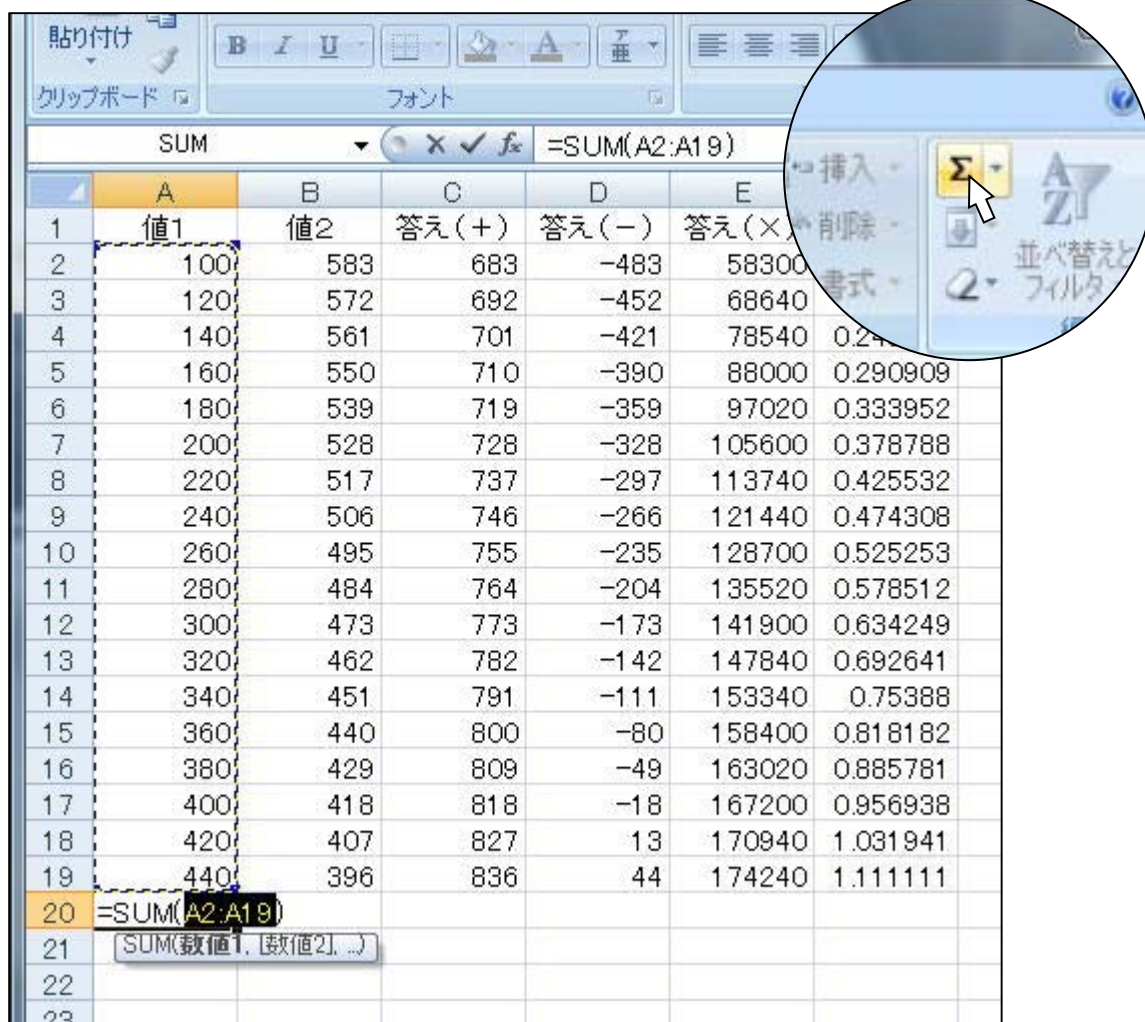 貼り付け
B I U A ア亜
クリップボード フォント
SUM × ✓ fx =SUM(A2:A19)
Σ 挿入
削除
書式
AZ
並べ替えと
フィルタ
A B C D E
1 値1 値2 答え(+) 答え(−) 答え(×)
2 100 583 683 −483 58300
3 120 572 692 −452 68640
4 140 561 701 −421 78540
5 160 550 710 −390 88000 0.290909
6 180 539 719 −359 97020 0.333952
7 200 528 728 −328 105600 0.378788
8 220 517 737 −297 113740 0.425532
9 240 506 746 −266 121440 0.474308
10 260 495 755 −235 128700 0.525253
11 280 484 764 −204 135520 0.578512
12 300 473 773 −173 141900 0.634249
13 320 462 782 −142 147840 0.692641
14 340 451 791 −111 153340 0.75388
15 360 440 800 −80 158400 0.818182
16 380 429 809 −49 163020 0.885781
17 400 418 818 −18 167200 0.956938
18 420 407 827 13 170940 1.031941
19 440 396 836 44 174240 1.111111
20 =SUM(A2:A19)
21 SUM(数値1, [数値2], ...)
22
23